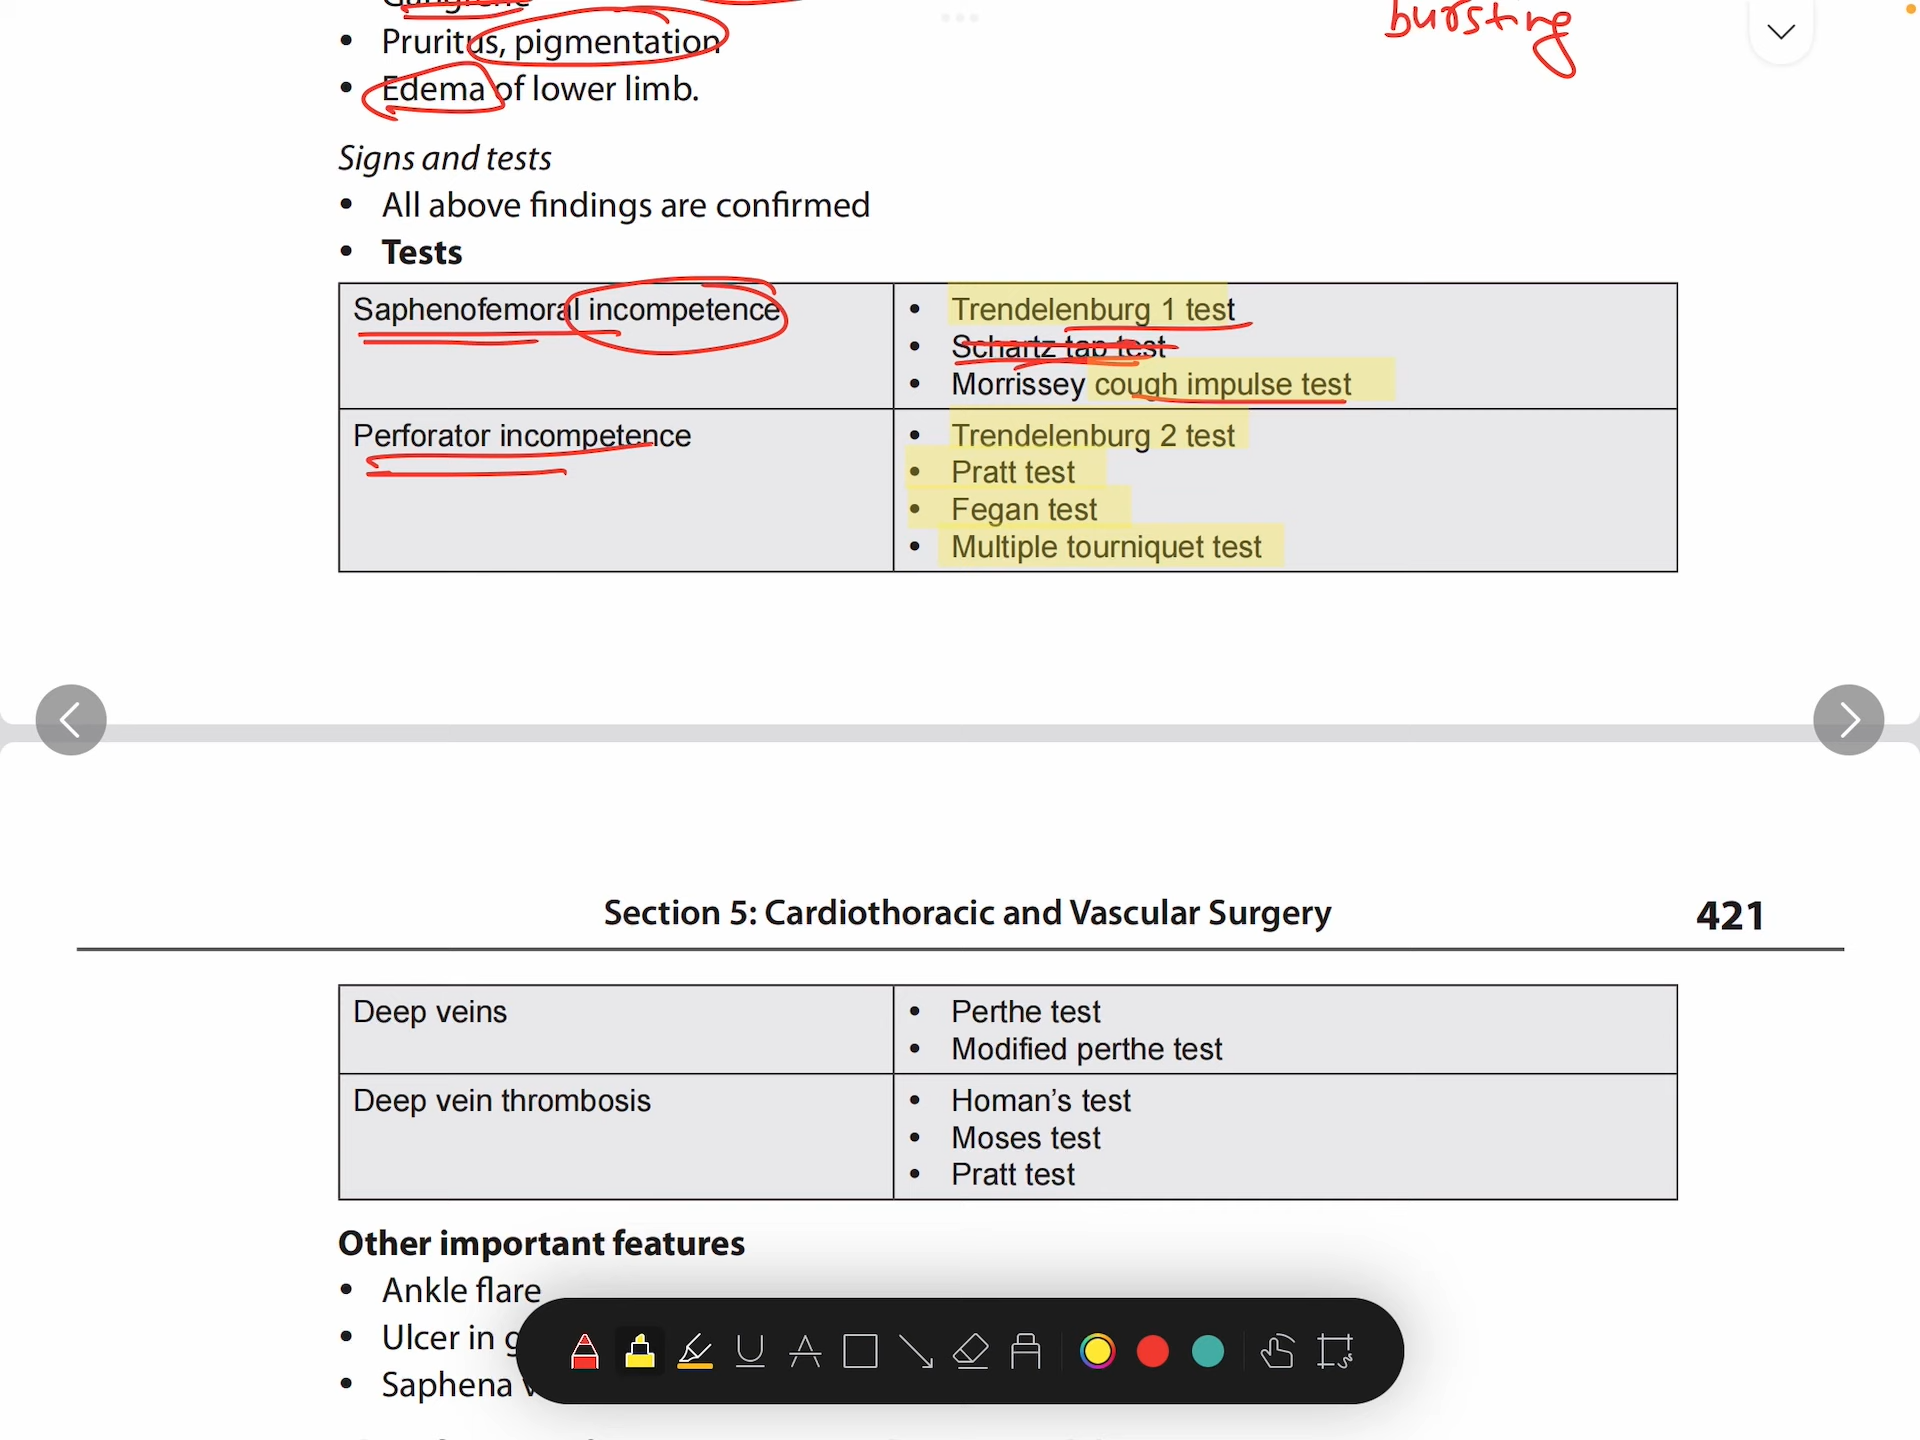 bursting
• Pruritus, pigmentation
• Edema of lower limb.
Signs and tests
• All above findings are confirmed
• Tests
Saphenofemoral incompetence
• Trendelenburg 1 test
• Schartz tap test
• Morrissey cough impulse test
Perforator incompetence
• Trendelenburg 2 test
• Pratt test
• Fegan test
• Multiple tourniquet test
Section 5: Cardiothoracic and Vascular Surgery 421
Deep veins
• Perthe test
• Modified perthe test
Deep vein thrombosis
• Homan’s test
• Moses test
• Pratt test
Other important features
• Ankle flare
• Ulcer in
• Saphena